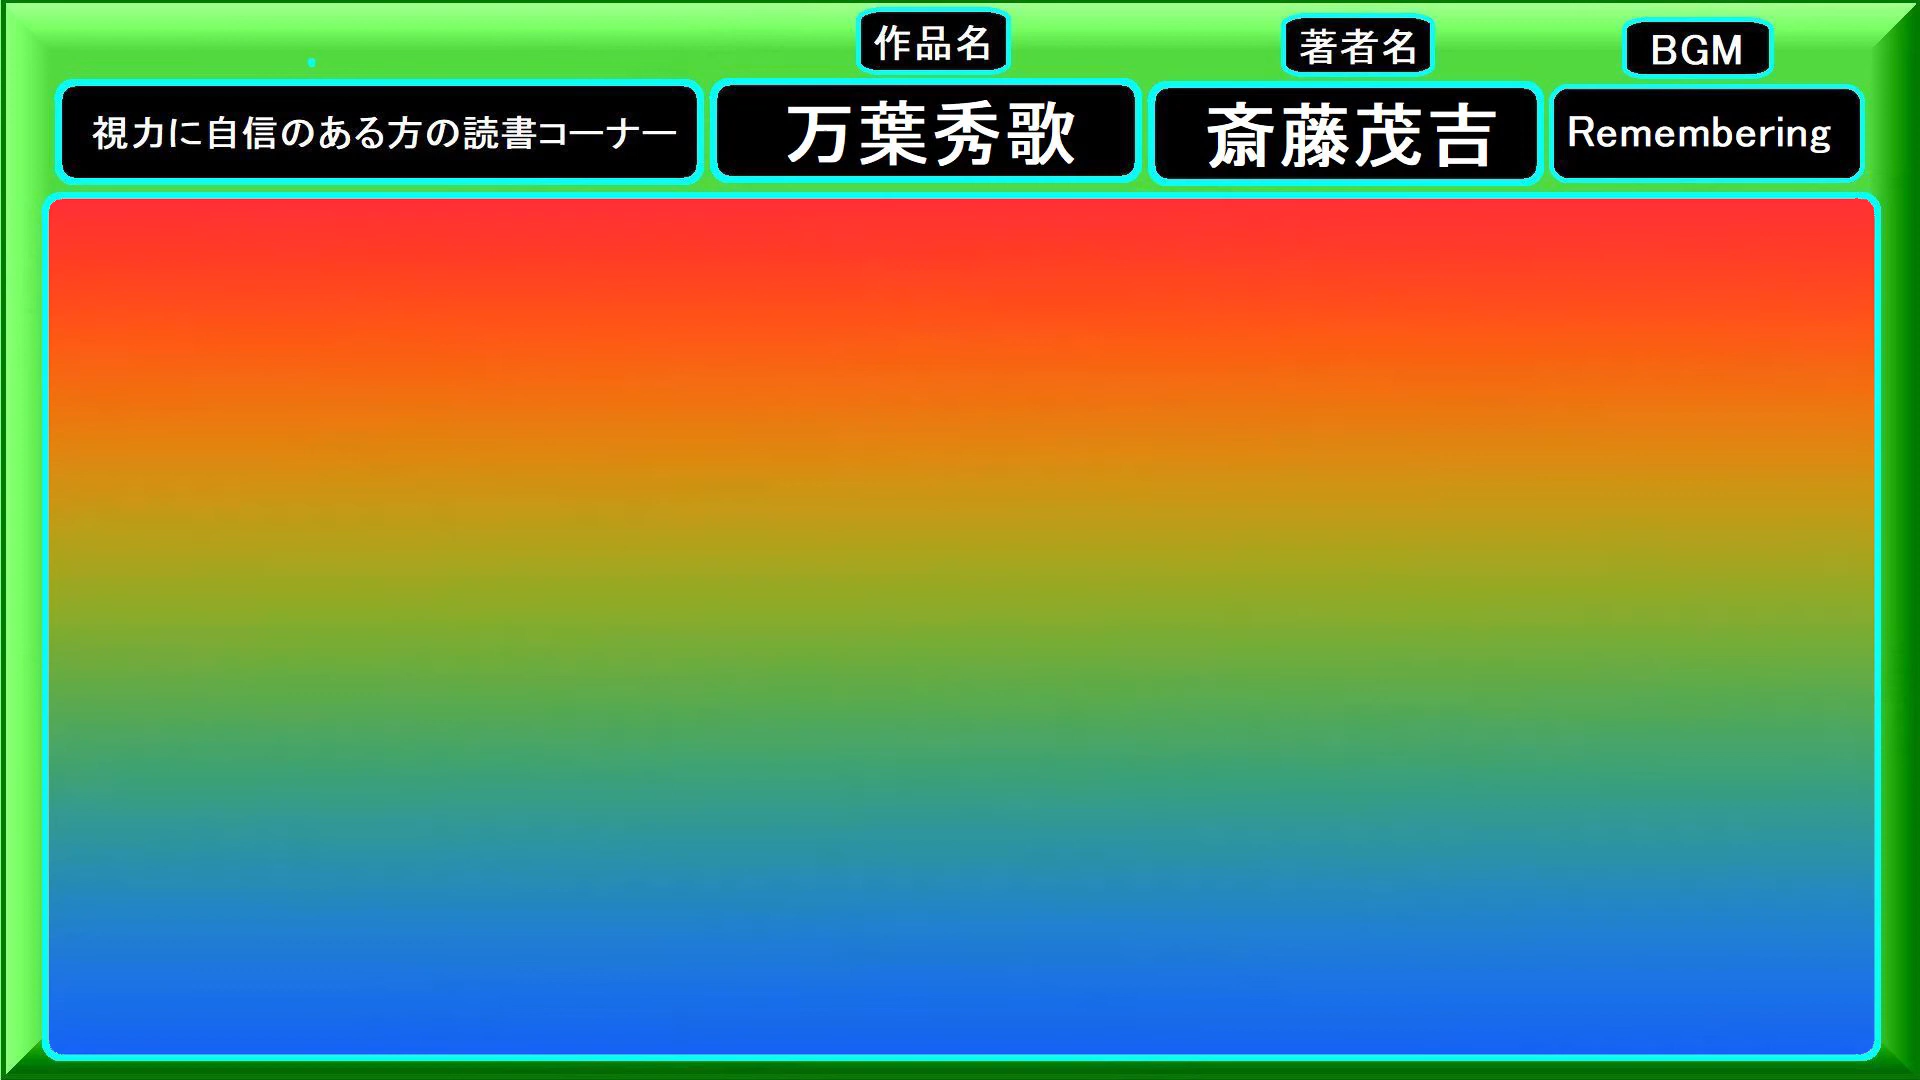 作品名
著者名
BGM
視力に自信のある方の読書コーナー
万葉秀歌
斎藤茂吉
Remembering